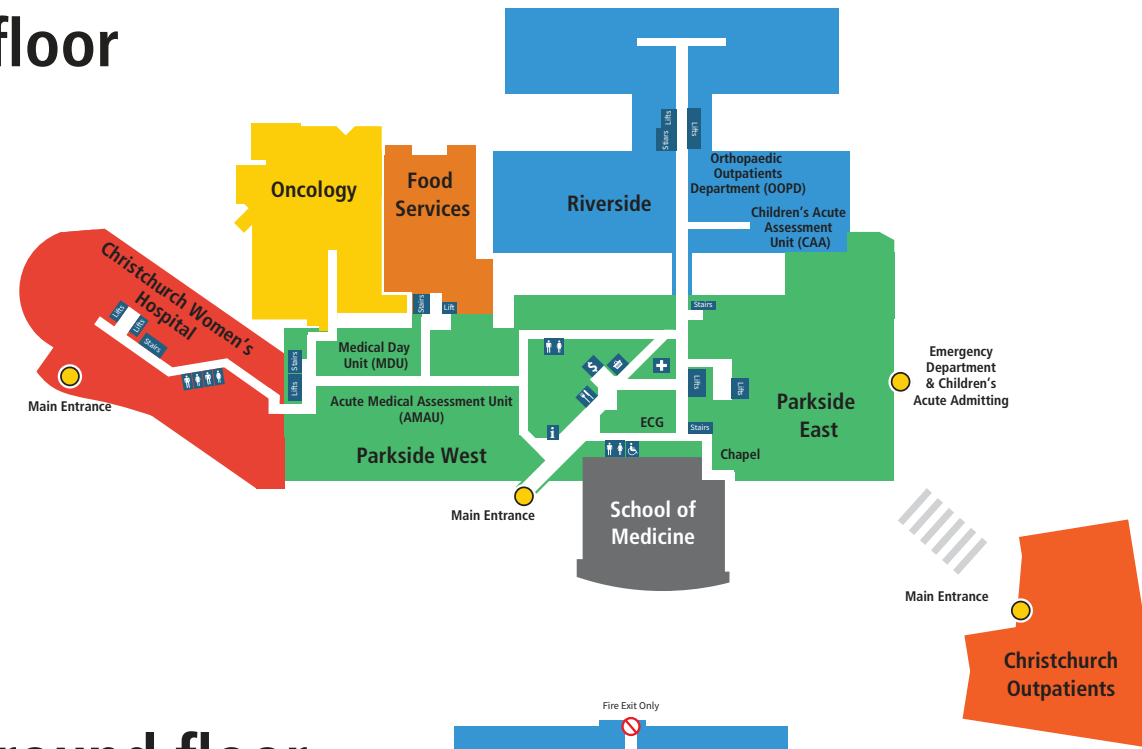 floor
Oncology
Food
Services
Riverside
Lifts
Stairs
Lifts
Orthopaedic
Outpatients
Department (OOPD)
Children's Acute
Assessment
Unit (CAA)
Christchurch Women's
Hospital
Lifts
Lifts
Stairs
Main Entrance
Stairs
Lift
Stairs
Lifts
Medical Day
Unit (MDU)
Acute Medical Assessment Unit
(AMAU)
Parkside West
Stairs
$
i
Lifts
Lifts
ECG
Stairs
Chapel
Parkside
East
Emergency
Department
& Children's
Acute Admitting
Main Entrance
School of
Medicine
Main Entrance
Christchurch
Outpatients
Fire Exit Only
round floor